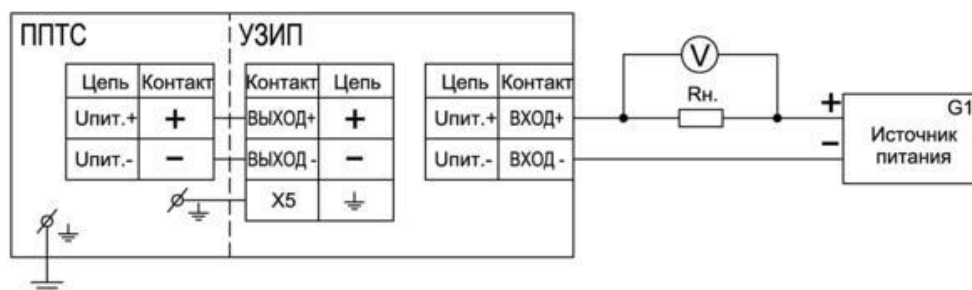 ППТС
УЗИП
Цепь Контакт Контакт Цепь Цепь Контакт
Uпит.+ + ВЫХОД+ + Uпит.+ ВХОД+
Uпит.- – ВЫХОД - – Uпит.- ВХОД -
X5
V
Rн.
+
–
G1
Источник
питания